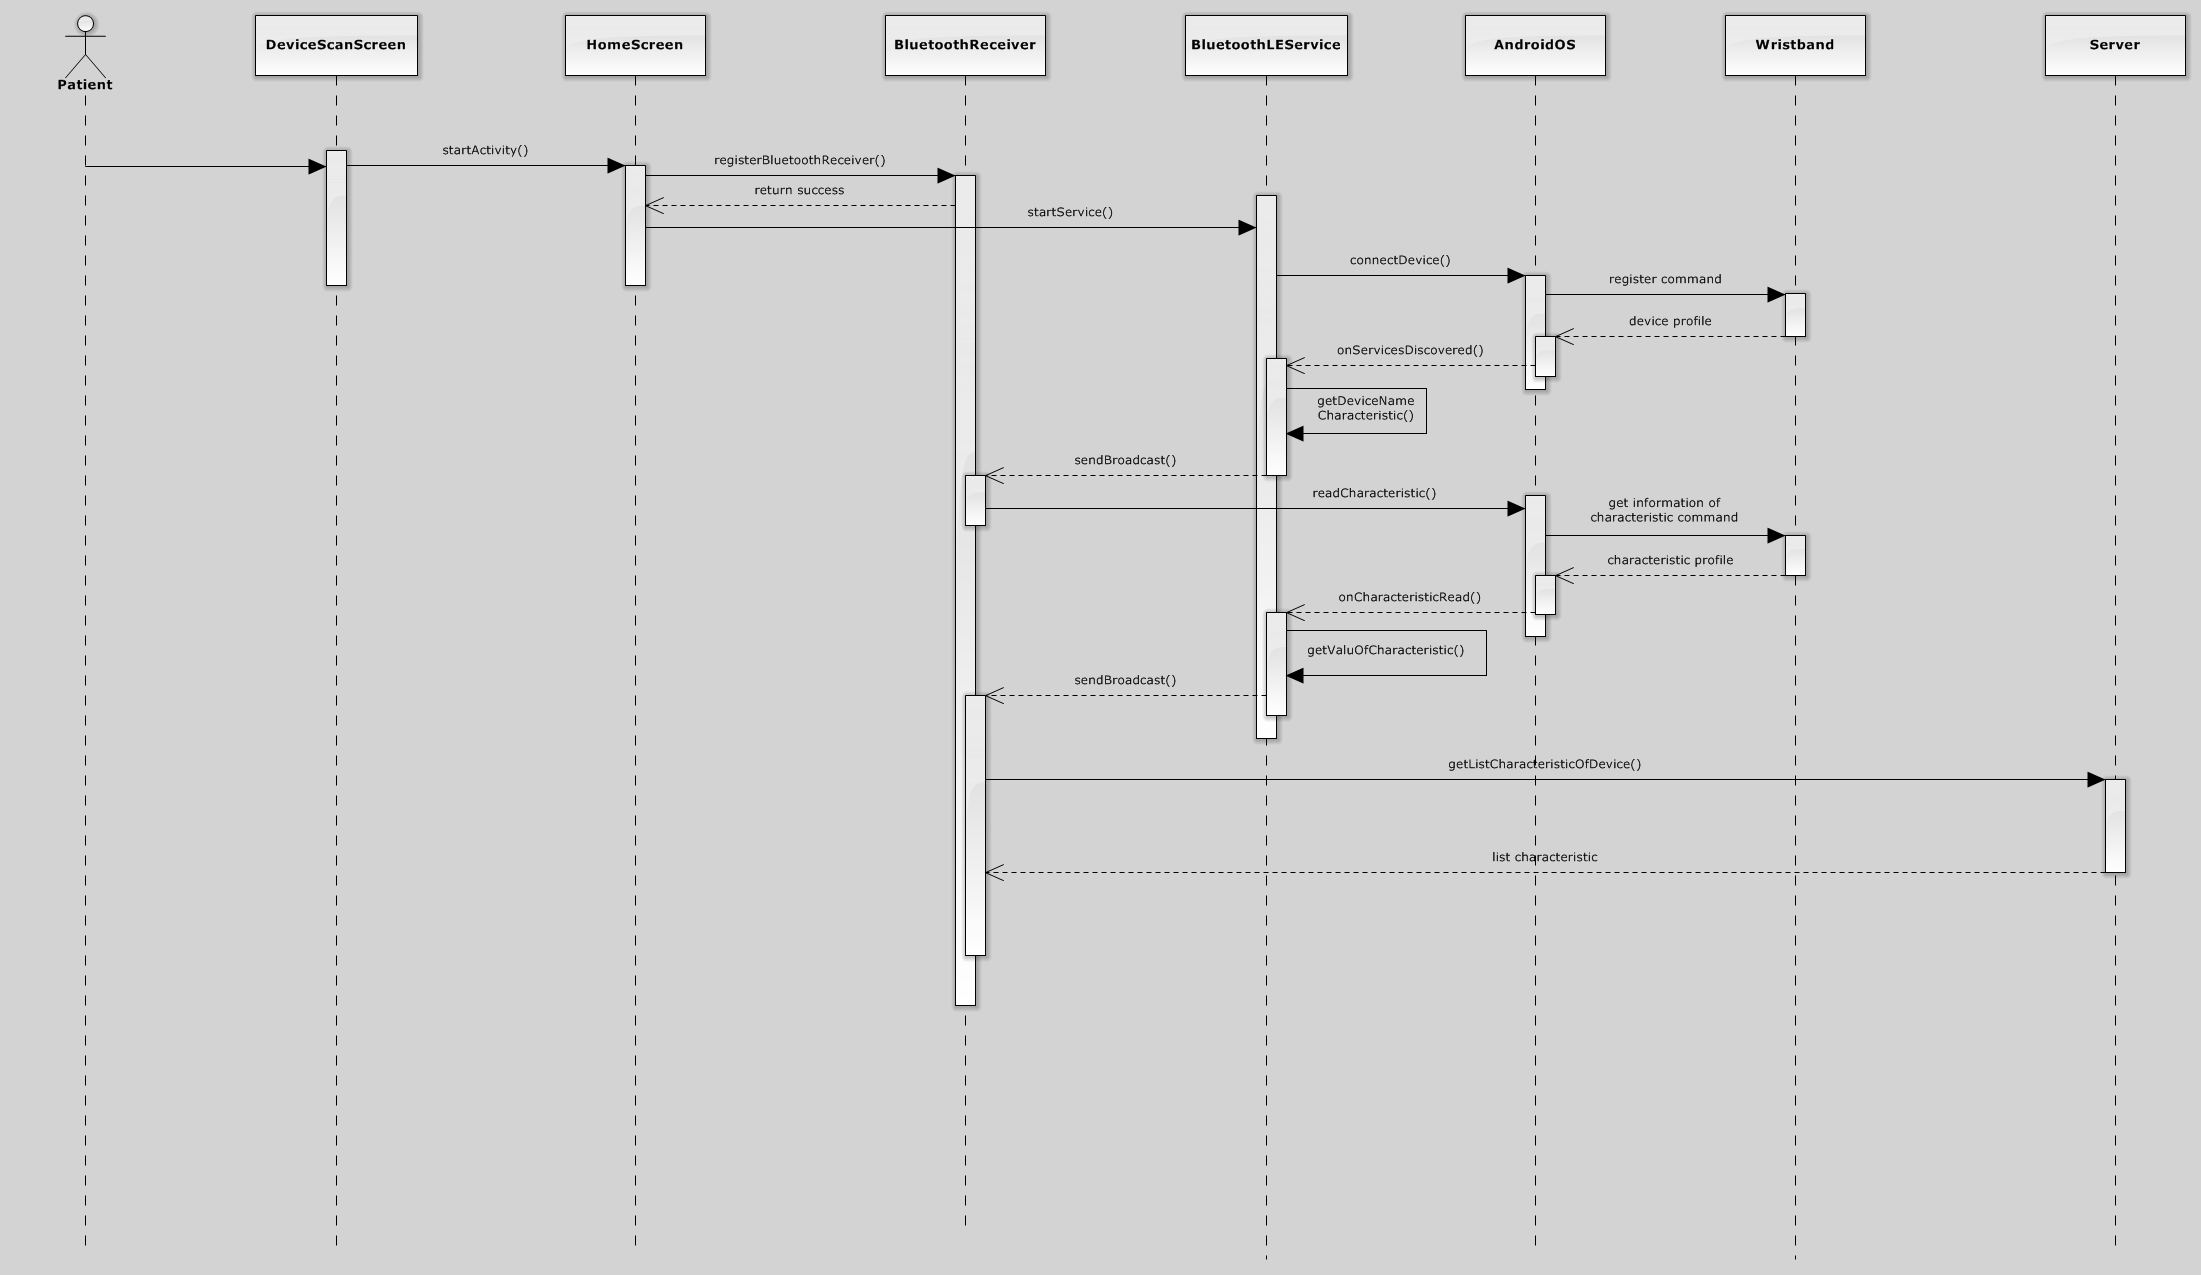 Patient
DeviceScanScreen
HomeScreen
BluetoothReceiver
BluetoothLEService
AndroidOS
Wristband
Server
startActivity()
registerBluetoothReceiver()
return success
startService()
connectDevice()
register command
device profile
onServicesDiscovered()
getDeviceName
Characteristic()
sendBroadcast()
readCharacteristic()
get information of
characteristic command
characteristic profile
onCharacteristicRead()
getValuOfCharacteristic()
sendBroadcast()
getListCharacteristicOfDevice()
list characteristic